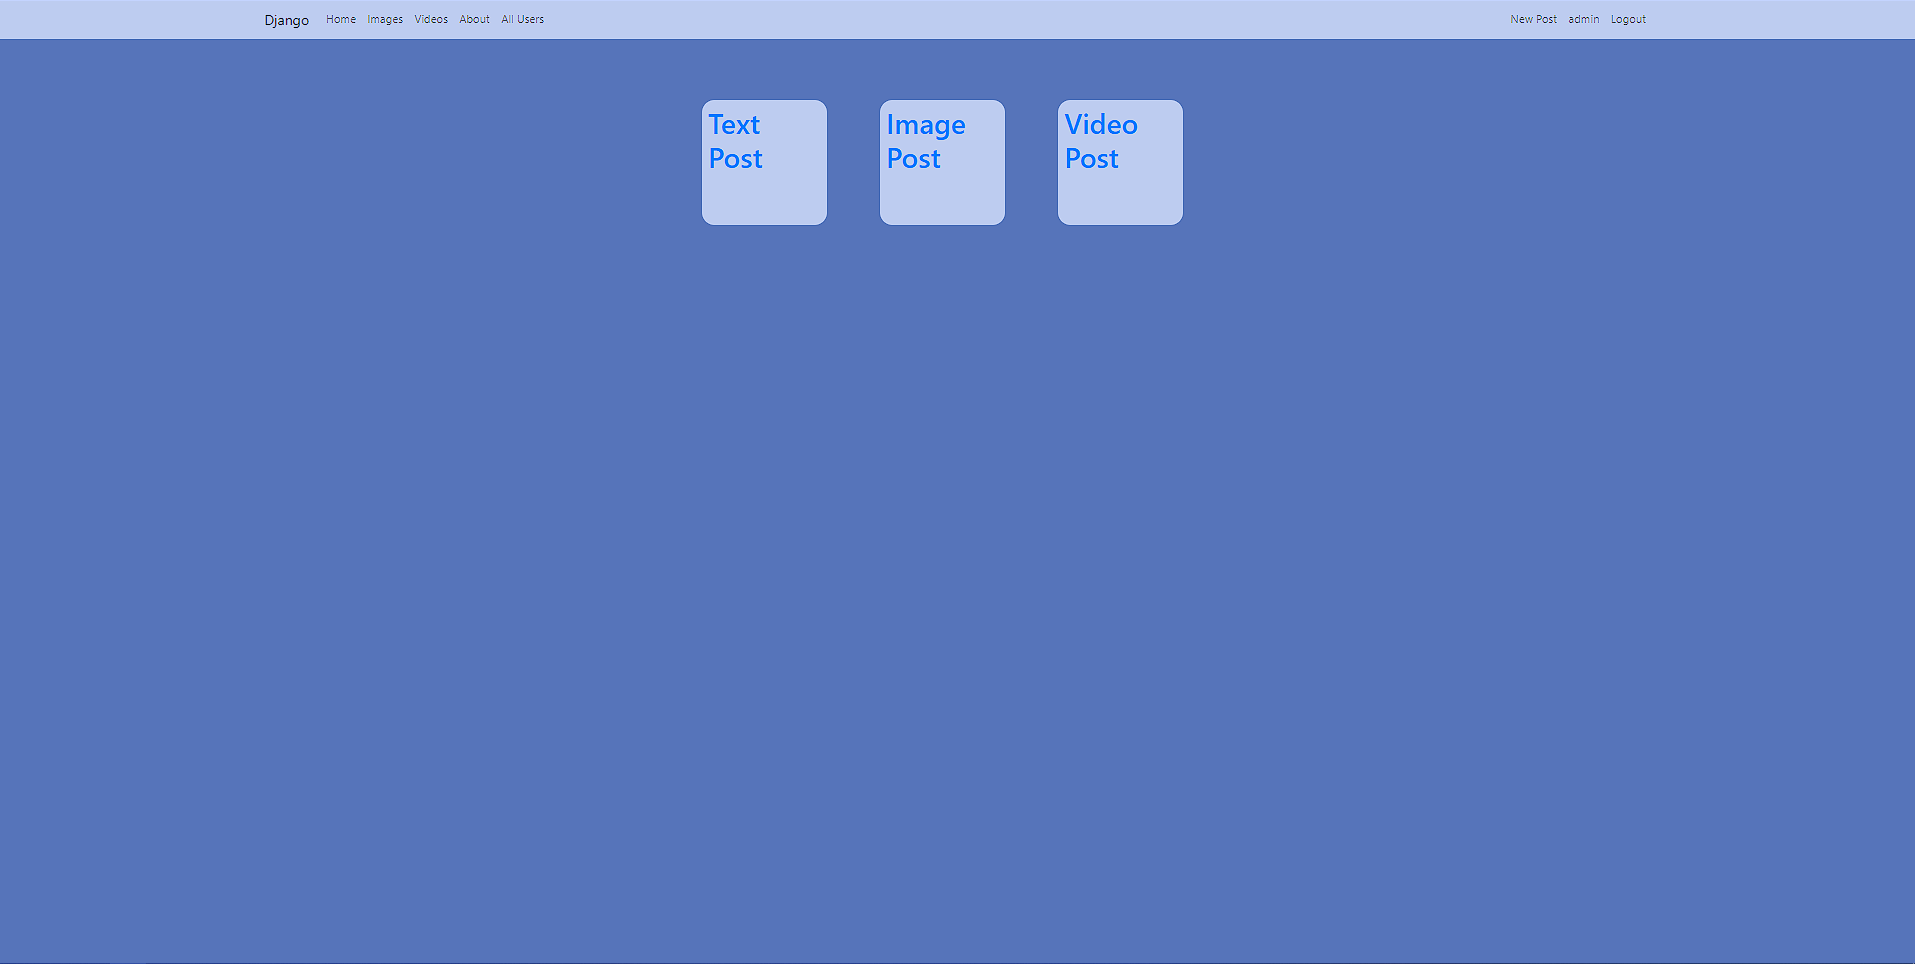 Django Home Images Videos About All Users New Post admin Logout
Text
Post
Image
Post
Video
Post